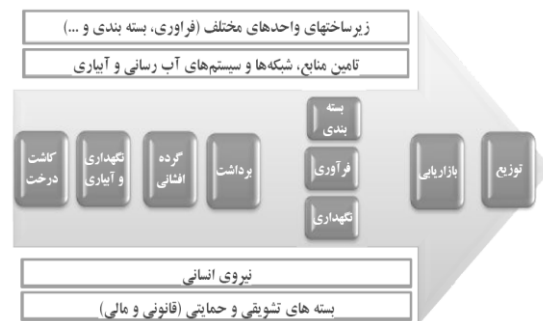 زیرساختهای واحدهای مختلف (فراوری، بسته بندی و ...)
تامین منابع، شبکه‌ها و سیستم‌های آب رسانی و آبیاری
کاشت
درخت
نگهداری
و آبیاری
گرده
افشانی
برداشت
بسته
بندی
فرآوری
نگهداری
بازاریابی
توزیع
نیروی انسانی
بسته های تشویقی و حمایتی (قانونی و مالی)